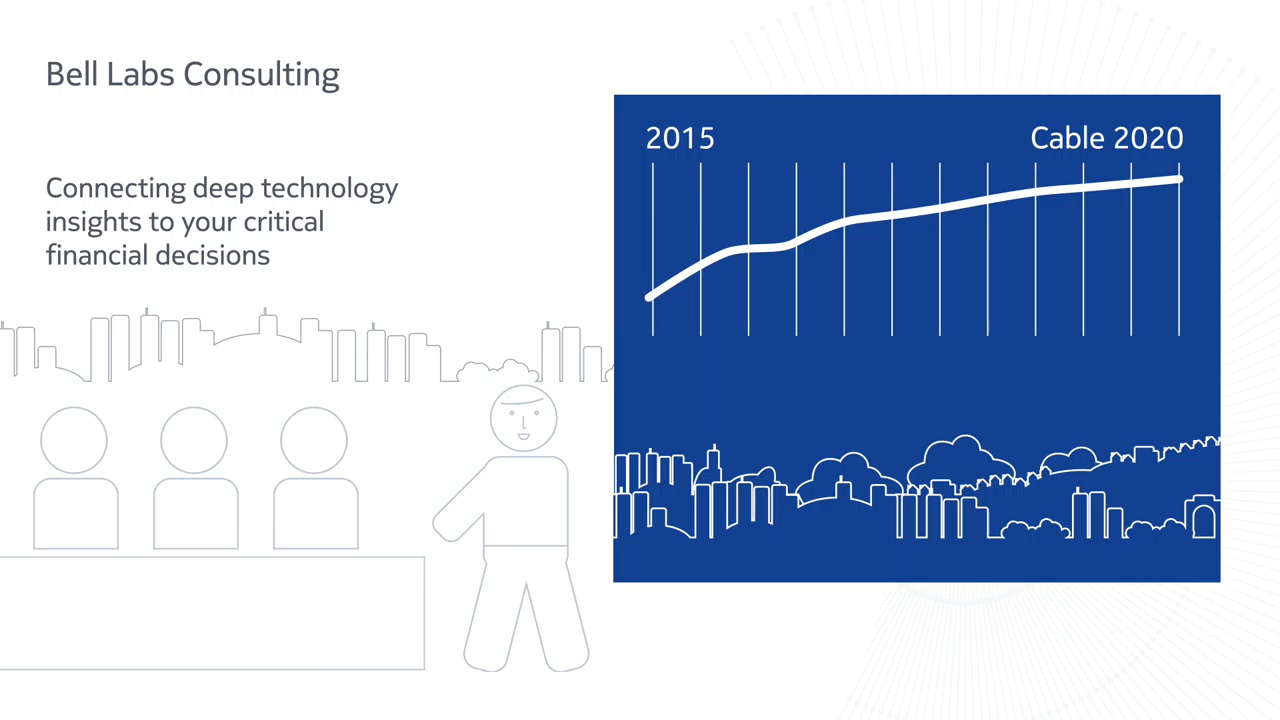 Bell Labs Consulting
Connecting deep technology
insights to your critical
financial decisions
2015
Cable 2020